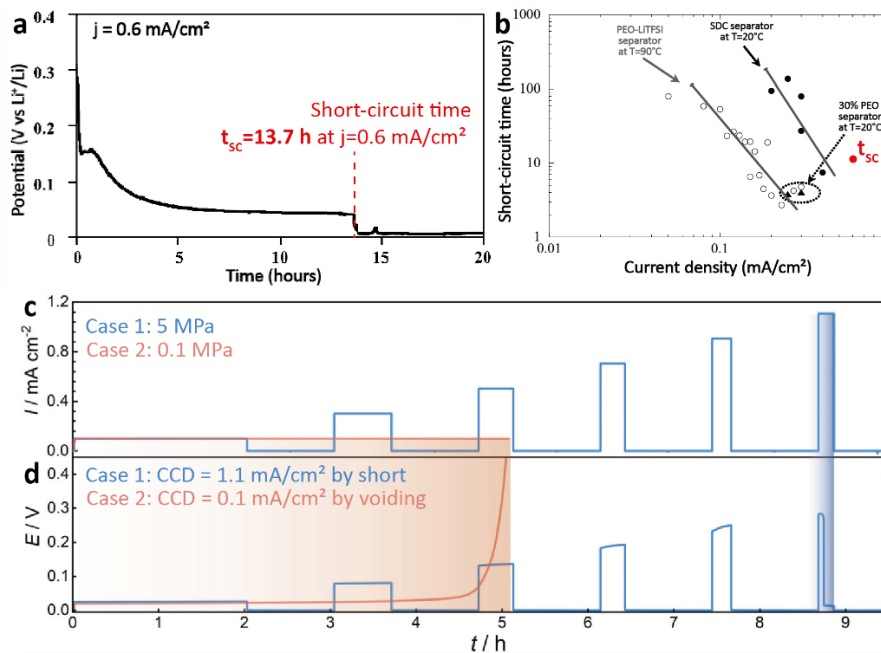 a
j = 0.6 mA/cm²
Potential (V vs Li⁺/Li)
0.4
0.3
0.2
0.1
0
Short-circuit time
tsc=13.7 h at j=0.6 mA/cm²
0
5
10
15
20
Time (hours)
b
Short-circuit time (hours)
1000
100
10
1
PEO-LiTFSI
separator
at T=90°C
SDC separator
at T=20°C
30% PEO
separator
at T=20°C
tsc
0.01
0.1
1
Current density (mA/cm²)
c
I / mA cm⁻²
1.2
0.8
0.4
0.0
Case 1: 5 MPa
Case 2: 0.1 MPa
d
E / V
0.4
0.3
0.2
0.1
0.0
Case 1: CCD = 1.1 mA/cm² by short
Case 2: CCD = 0.1 mA/cm² by voiding
0
1
2
3
4
5
6
7
8
9
t / h